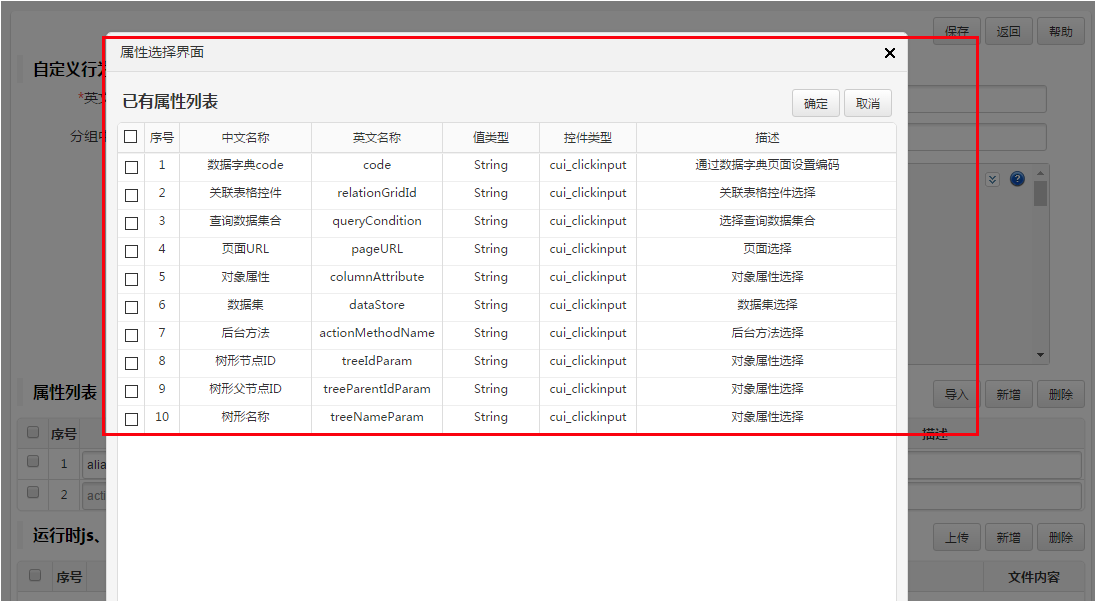 保存 返回 帮助
属性选择界面
自定义行为
*英文
已有属性列表 确定 取消
分组中
序号 中文名称 英文名称 值类型 控件类型 描述
1 数据字典code code String cui_clickinput 通过数据字典页面设置编码
2 关联表格控件 relationGridId String cui_clickinput 关联表格控件选择
3 查询数据集合 queryCondition String cui_clickinput 选择查询数据集合
4 页面URL pageURL String cui_clickinput 页面选择
5 对象属性 columnAttribute String cui_clickinput 对象属性选择
6 数据集 dataStore String cui_clickinput 数据集选择
7 后台方法 actionMethodName String cui_clickinput 后台方法选择
8 树形节点ID treeIdParam String cui_clickinput 对象属性选择
9 树形父节点ID treeParentIdParam String cui_clickinput 对象属性选择
10 树形名称 treeNameParam String cui_clickinput 对象属性选择
属性列表 导入 新增 删除
序号 描述
1 alia
2 acti
运行时js、 上传 新增 删除
序号 文件内容